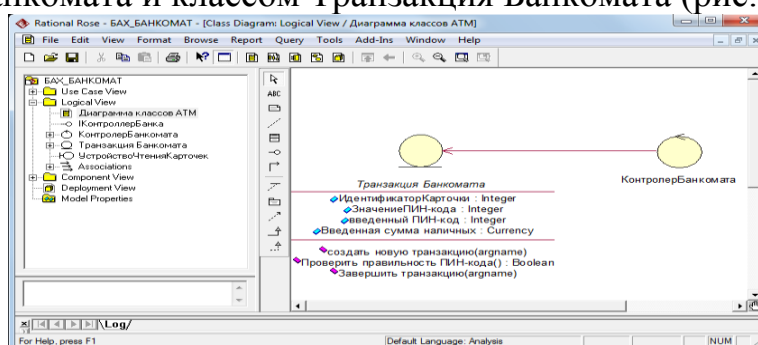 нкомата и классом Транзакция Банкомата (рис.
Rational Rose - БАХ_БАНКОМАТ - [Class Diagram: Logical View / Диаграмма классов ATM]
File Edit View Format Browse Report Query Tools Add-Ins Window Help
БАХ_БАНКОМАТ
Use Case View
Logical View
Диаграмма классов ATM
IКонтроллерБанка
КонтроллерБанкомата
Транзакция Банкомата
УстройствоЧтенияКарточек
Associations
Component View
Deployment View
Model Properties
ABC
Транзакция Банкомата
ИдентификаторКарточки : Integer
ЗначениеПИН-кода : Integer
введенный ПИН-код : Integer
Введенная сумма наличных : Currency
создать новую транзакцию(argname)
Проверить правильность ПИН-кода() : Boolean
Завершить транзакцию(argname)
КонтролерБанкомата
Log
For Help, press F1
Default Language: Analysis
NUM